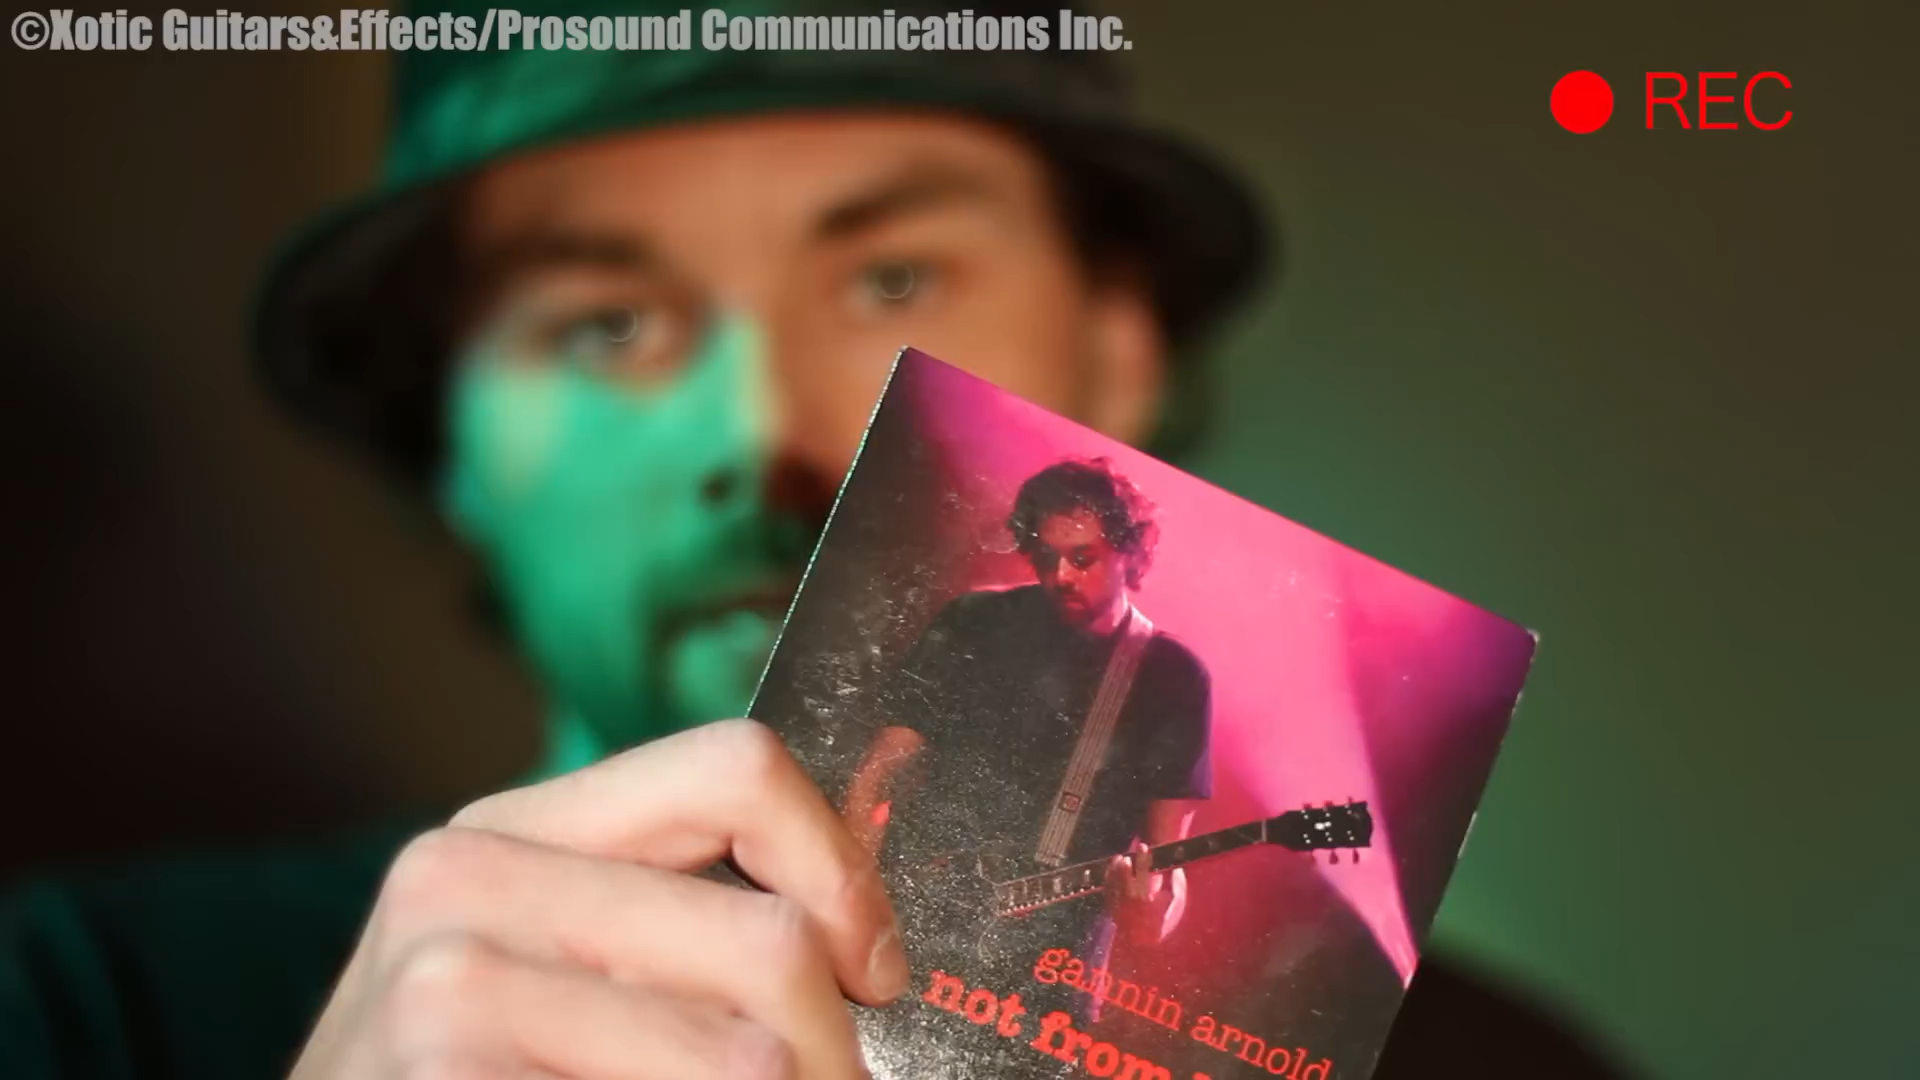 ©Xotic Guitars&Effects/Prosound Communications Inc.
REC
gannin arnold
not from